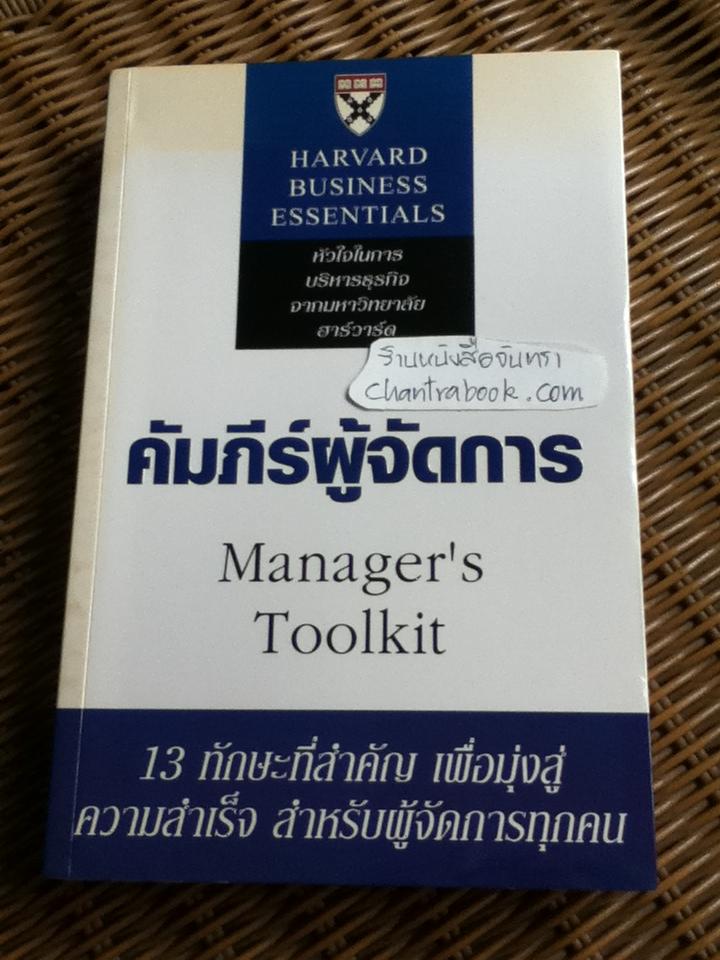 HARVARD
BUSINESS
ESSENTIALS
หัวใจในการ
บริหารธุรกิจ
จากมหาวิทยาลัย
ฮาร์วาร์ด
ร้านหนังสือจันทรา
chantrabook.com
คัมภีร์ผู้จัดการ
Manager's
Toolkit
13 ทักษะที่สำคัญ เพื่อมุ่งสู่
ความสำเร็จ สำหรับผู้จัดการทุกคน